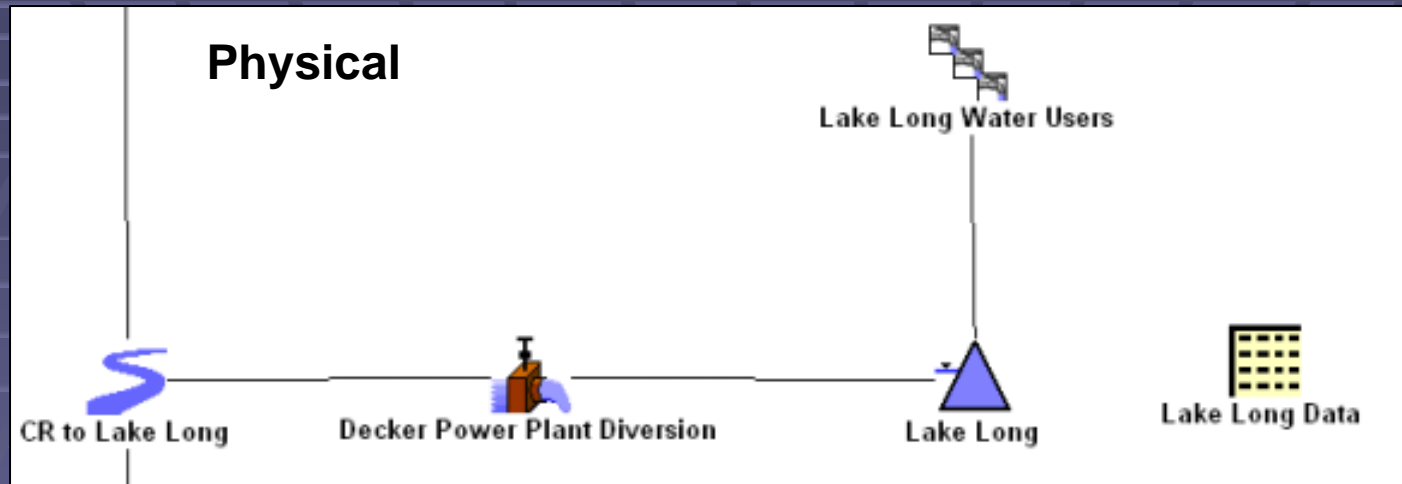 Physical
Lake Long Water Users
CR to Lake Long
Decker Power Plant Diversion
Lake Long
Lake Long Data